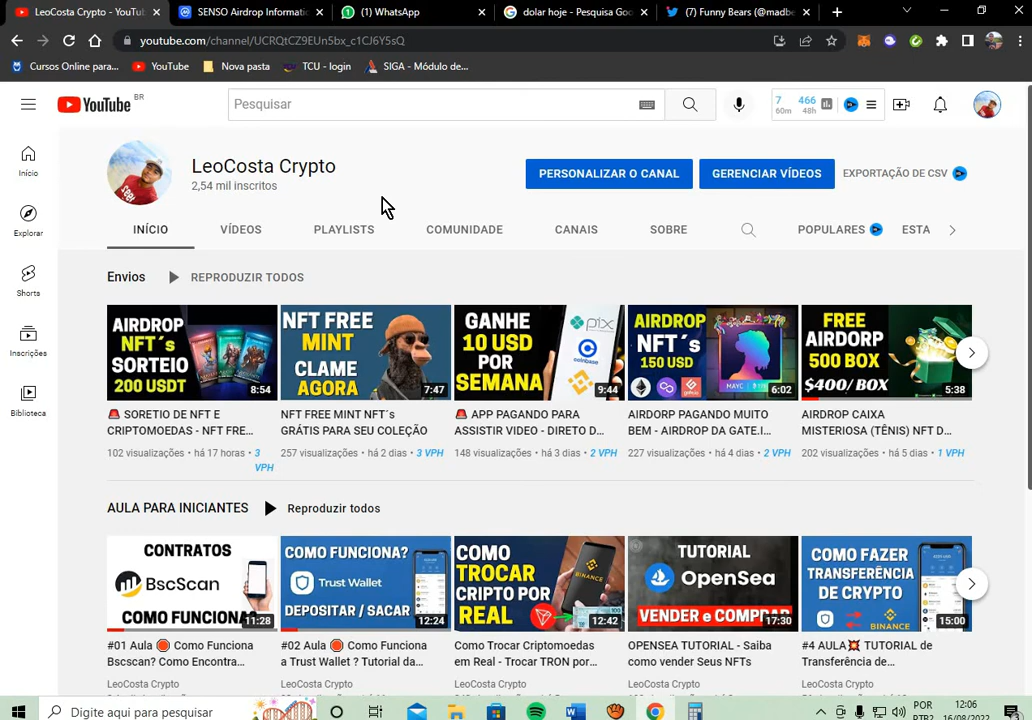 LeoCosta Crypto - YouTub
SENSO Airdrop Informati
(1) WhatsApp
dolar hoje - Pesquisa Goo
(7) Funny Bears (@madbe
youtube.com/channel/UCRQtCZ9EUn5bx_c1CJ6Y5sQ
Cursos Online para...
YouTube
Nova pasta
TCU - login
SIGA - Módulo de...
YouTube BR
Pesquisar
7 466
60m 48h
Início
Explorar
Shorts
Inscrições
Biblioteca
LeoCosta Crypto
2,54 mil inscritos
PERSONALIZAR O CANAL
GERENCIAR VÍDEOS
EXPORTAÇÃO DE CSV
INÍCIO
VÍDEOS
PLAYLISTS
COMUNIDADE
CANAIS
SOBRE
POPULARES
ESTA
Envios
REPRODUZIR TODOS
AIRDROP
NFT´s
SORTEIO
200 USDT
8:54
🚨 SORETIO DE NFT E
CRIPTOMOEDAS - NFT FRE...
102 visualizações • há 17 horas • 3
VPH
NFT FREE
MINT
CLAME
AGORA
7:47
NFT FREE MINT NFT´s
GRÁTIS PARA SEU COLEÇÃO
257 visualizações • há 2 dias • 3 VPH
GANHE
10 USD
POR
SEMANA
pix
coinbase
9:44
🚨 APP PAGANDO PARA
ASSISTIR VIDEO - DIRETO D...
148 visualizações • há 3 dias • 2 VPH
AIRDROP
NFT´s
150 USD
MAYC
6:02
AIRDORP PAGANDO MUITO
BEM - AIRDROP DA GATE.I...
227 visualizações • há 4 dias • 2 VPH
FREE
AIRDORP
500 BOX
$400/ BOX
5:38
AIRDROP CAIXA
MISTERIOSA (TÊNIS) NFT D...
202 visualizações • há 5 dias • 1 VPH
AULA PARA INICIANTES
Reproduzir todos
CONTRATOS
BscScan
COMO FUNCIONA
11:28
#01 Aula 🛑 Como Funciona
Bscscan? Como Encontra...
LeoCosta Crypto
COMO FUNCIONA?
Trust Wallet
DEPOSITAR / SACAR
12:24
#02 Aula 🛑 Como Funciona
a Trust Wallet ? Tutorial da...
LeoCosta Crypto
COMO
TROCAR
CRIPTO POR
REAL
BINANCE
12:42
Como Trocar Criptomoedas
em Real - Trocar TRON por...
LeoCosta Crypto
TUTORIAL
OpenSea
VENDER e COMPRAR
17:30
OPENSEA TUTORIAL - Saiba
como vender Seus NFTs
LeoCosta Crypto
COMO FAZER
TRANSFERÊNCIA
DE CRYPTO
BINANCE
15:00
#4 AULA💥 TUTORIAL de
Transferência de...
LeoCosta Crypto
Digite aqui para pesquisar
POR
PTB2
12:06
16/08/2022